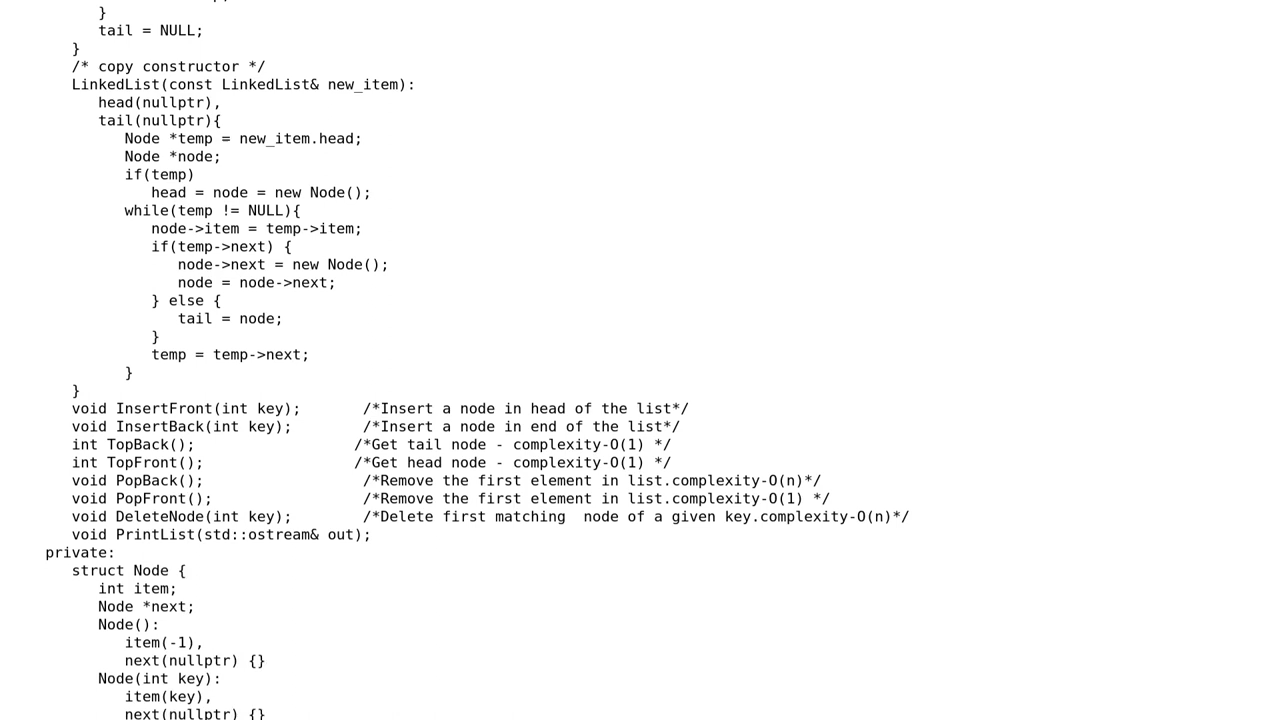 }
tail = NULL;
}
/* copy constructor */
LinkedList(const LinkedList& new_item):
head(nullptr),
tail(nullptr){
Node *temp = new_item.head;
Node *node;
if(temp)
head = node = new Node();
while(temp != NULL){
node->item = temp->item;
if(temp->next) {
node->next = new Node();
node = node->next;
} else {
tail = node;
}
temp = temp->next;
}
}
void InsertFront(int key); /*Insert a node in head of the list*/
void InsertBack(int key); /*Insert a node in end of the list*/
int TopBack(); /*Get tail node - complexity-O(1) */
int TopFront(); /*Get head node - complexity-O(1) */
void PopBack(); /*Remove the first element in list.complexity-O(n)*/
void PopFront(); /*Remove the first element in list.complexity-O(1) */
void DeleteNode(int key); /*Delete first matching  node of a given key.complexity-O(n)*/
void PrintList(std::ostream& out);
private:
struct Node {
int item;
Node *next;
Node():
item(-1),
next(nullptr) {}
Node(int key):
item(key),
next(nullptr) {}